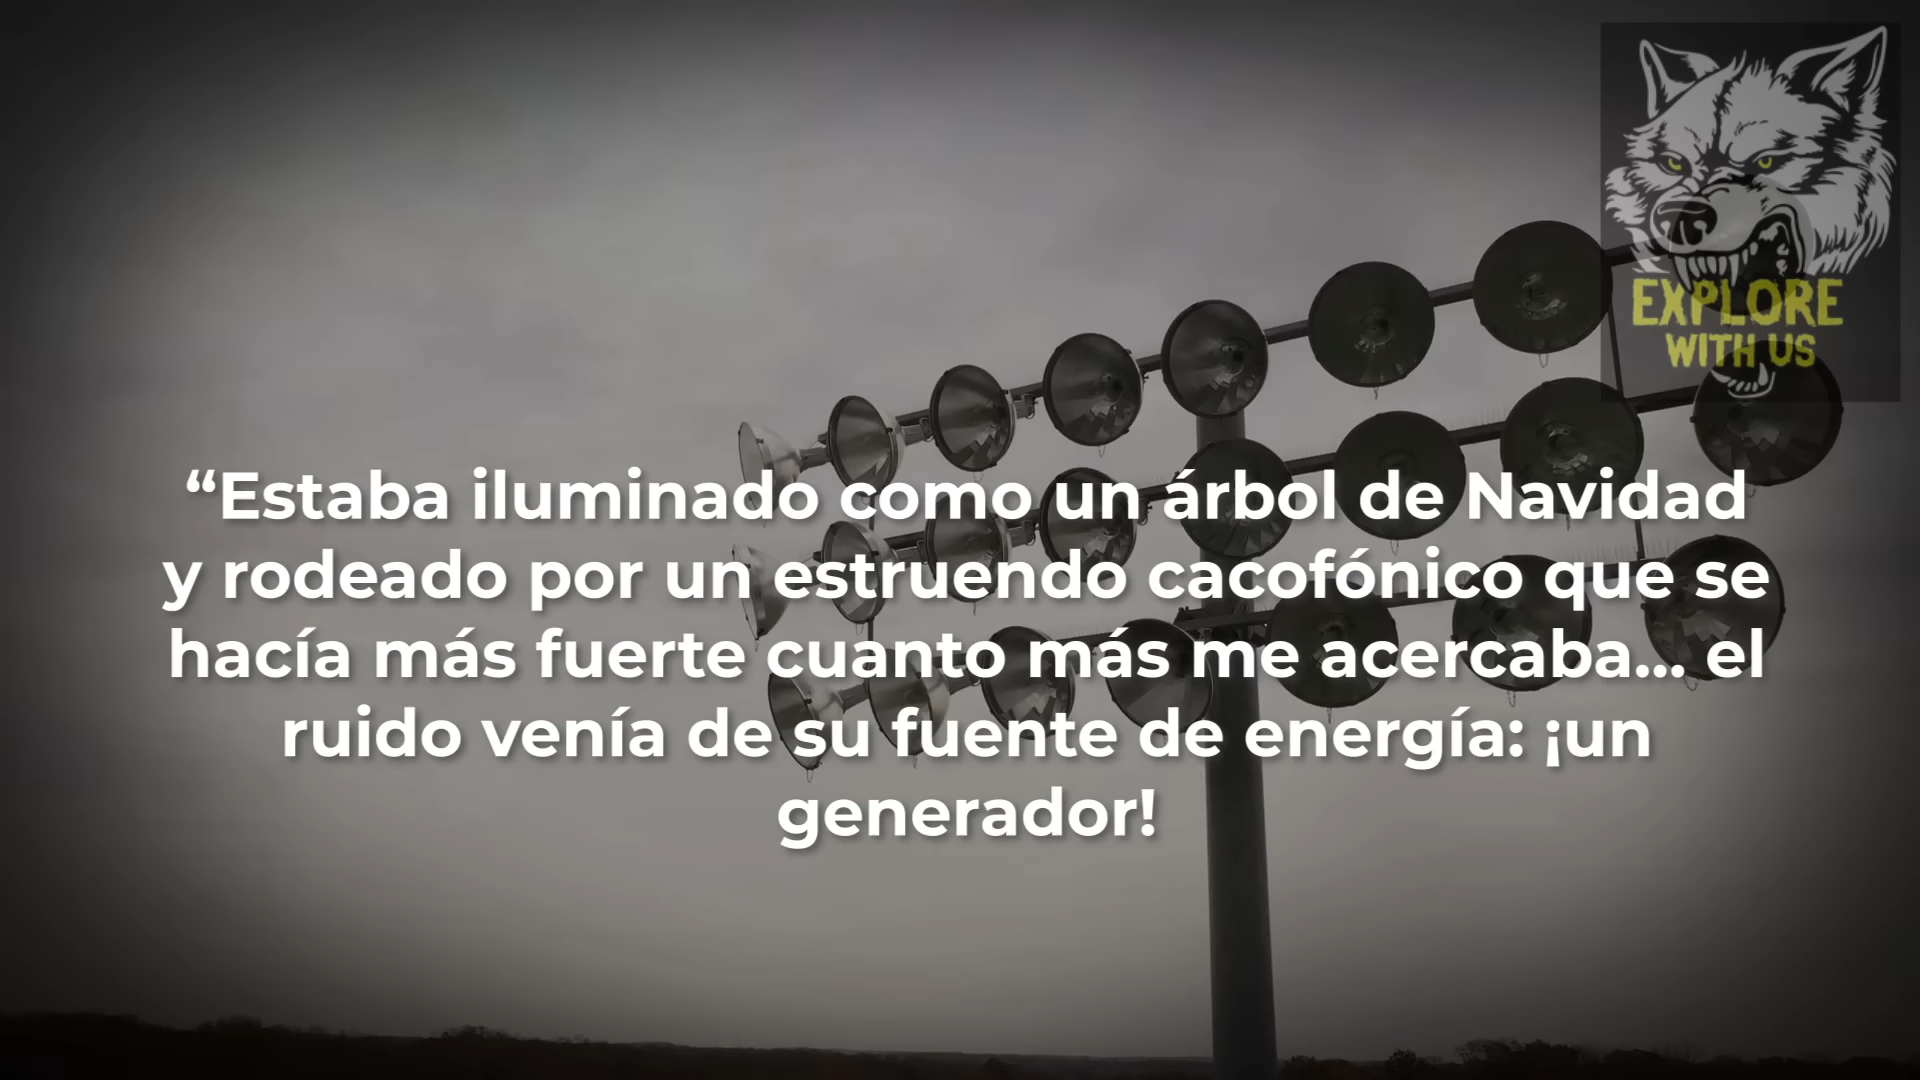 EXPLORE
WITH US
“Estaba iluminado como un árbol de Navidad
y rodeado por un estruendo cacofónico que se
hacía más fuerte cuanto más me acercaba... el
ruido venía de su fuente de energía: ¡un
generador!